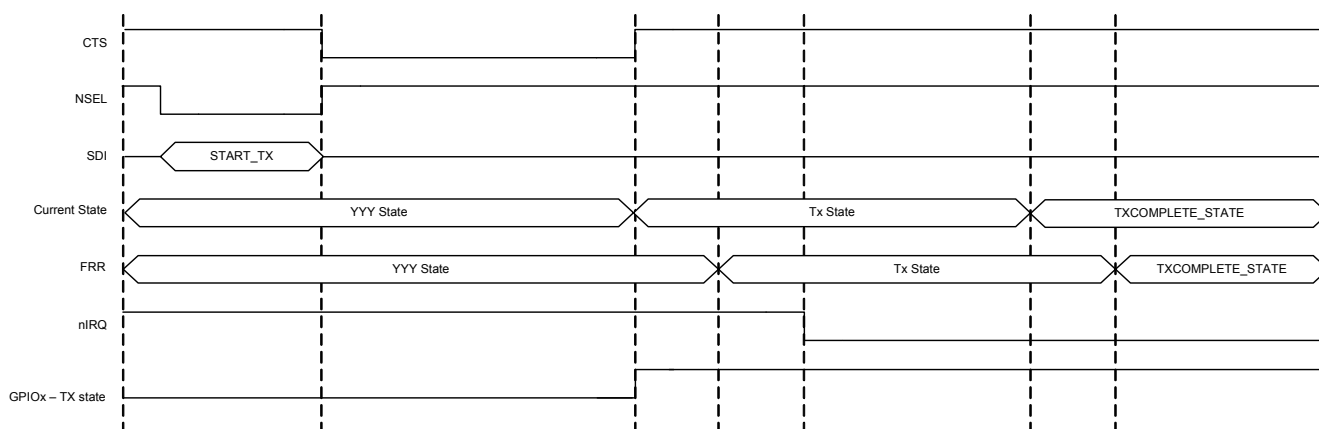 CTS
NSEL
SDI START_TX
Current State YYY State Tx State TXCOMPLETE_STATE
FRR YYY State Tx State TXCOMPLETE_STATE
nIRQ
GPIOx – TX state